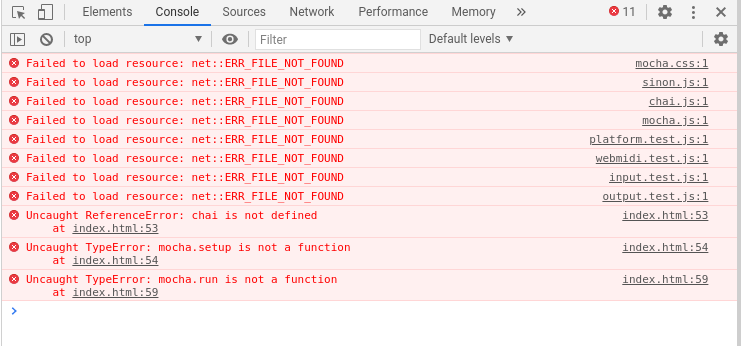 Elements Console Sources Network Performance Memory » 11
top Filter Default levels
Failed to load resource: net::ERR_FILE_NOT_FOUND mocha.css:1
Failed to load resource: net::ERR_FILE_NOT_FOUND sinon.js:1
Failed to load resource: net::ERR_FILE_NOT_FOUND chai.js:1
Failed to load resource: net::ERR_FILE_NOT_FOUND mocha.js:1
Failed to load resource: net::ERR_FILE_NOT_FOUND platform.test.js:1
Failed to load resource: net::ERR_FILE_NOT_FOUND webmidi.test.js:1
Failed to load resource: net::ERR_FILE_NOT_FOUND input.test.js:1
Failed to load resource: net::ERR_FILE_NOT_FOUND output.test.js:1
Uncaught ReferenceError: chai is not defined index.html:53
at index.html:53
Uncaught TypeError: mocha.setup is not a function index.html:54
at index.html:54
Uncaught TypeError: mocha.run is not a function index.html:59
at index.html:59